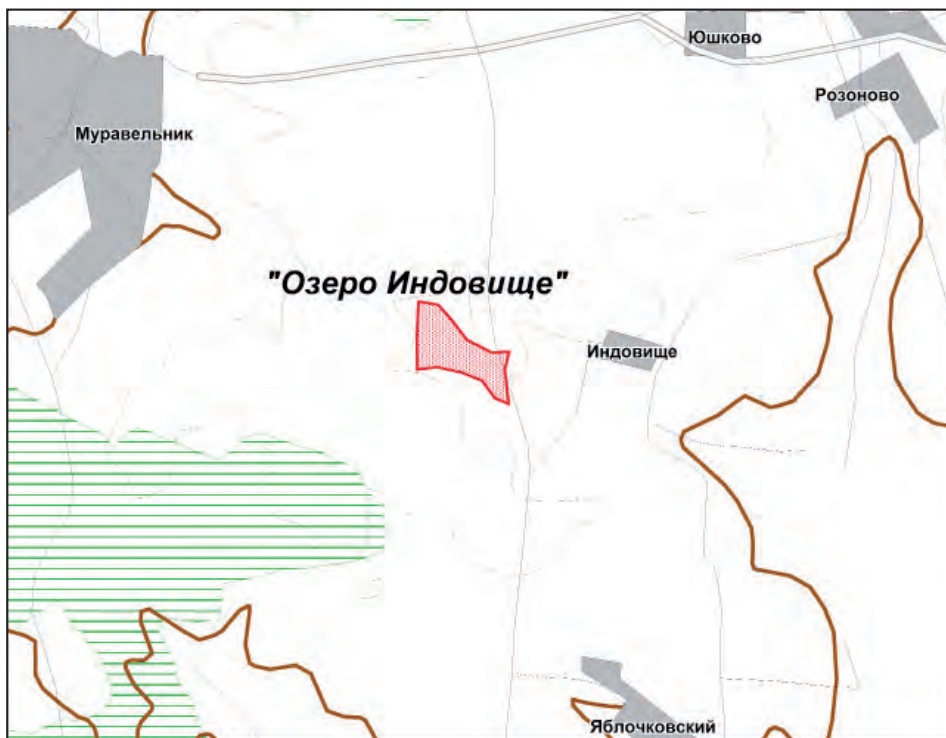 Юшково
Розоново
Муравельник
"Озеро Индовище"
Индовище
Яблочковский